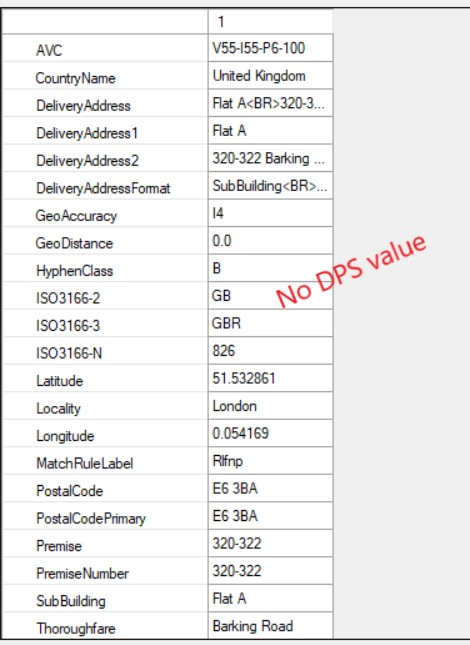 1
AVC V55-I55-P6-100
CountryName United Kingdom
DeliveryAddress Flat A<BR>320-3...
DeliveryAddress1 Flat A
DeliveryAddress2 320-322 Barking ...
DeliveryAddressFormat SubBuilding<BR>...
GeoAccuracy I4
GeoDistance 0.0
HyphenClass B
No DPS value
ISO3166-2 GB
ISO3166-3 GBR
ISO3166-N 826
Latitude 51.532861
Locality London
Longitude 0.054169
MatchRuleLabel Rlfnp
PostalCode E6 3BA
PostalCodePrimary E6 3BA
Premise 320-322
PremiseNumber 320-322
SubBuilding Flat A
Thoroughfare Barking Road